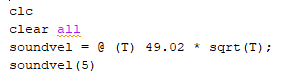 clc
clear all
soundvel = @ (T) 49.02 * sqrt(T);
soundvel(5)